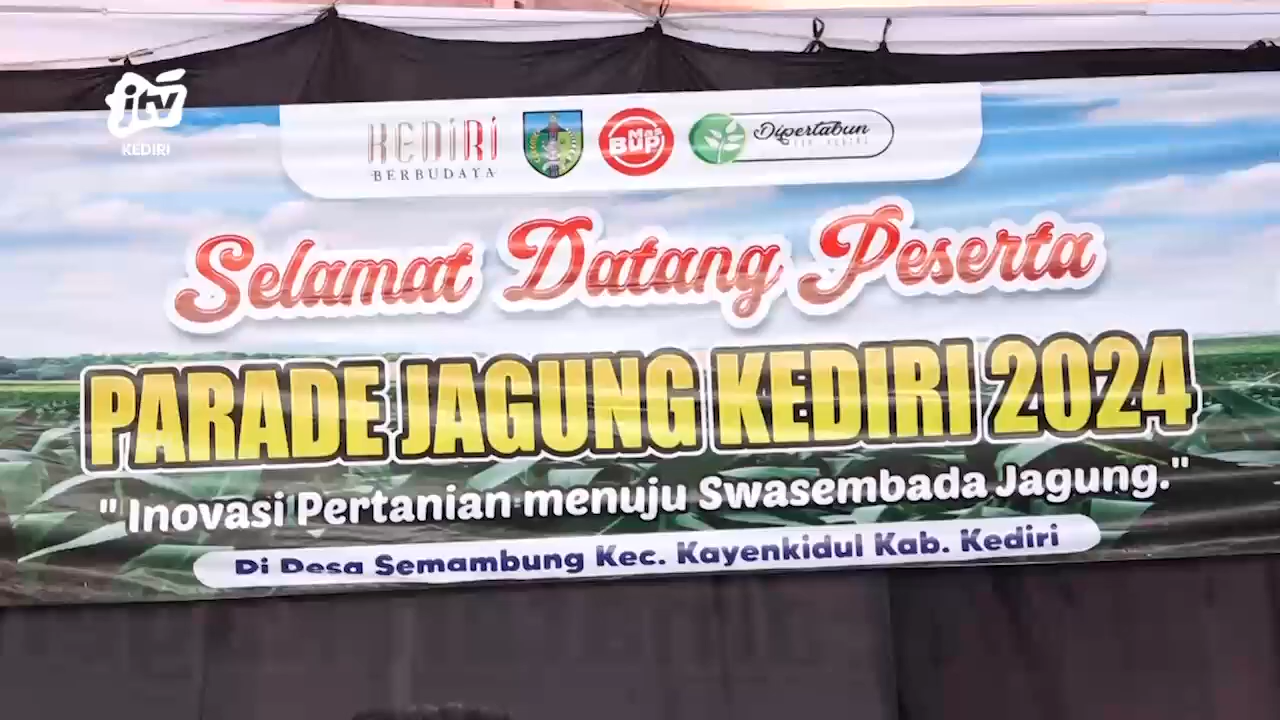 jtv
KEDIRI
KEDIRI
BERBUDAYA
Mas
BUP
Dipertabun
Selamat Datang Peserta
PARADE JAGUNG KEDIRI 2024
" Inovasi Pertanian menuju Swasembada Jagung. "
Di Desa Semambung Kec. Kayenkidul Kab. Kediri